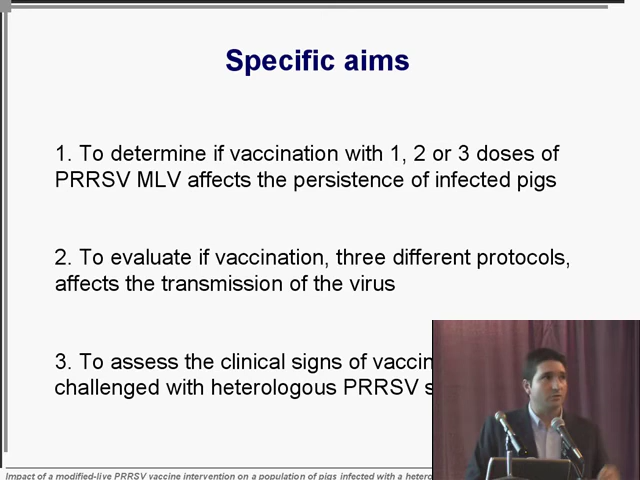 Specific aims
1. To determine if vaccination with 1, 2 or 3 doses of
PRRSV MLV affects the persistence of infected pigs
2. To evaluate if vaccination, three different protocols,
affects the transmission of the virus
3. To assess the clinical signs of
challenged with heterologous PRRSV
Impact of a modified-live PRRSV vaccine intervention on a population of pigs infected with a